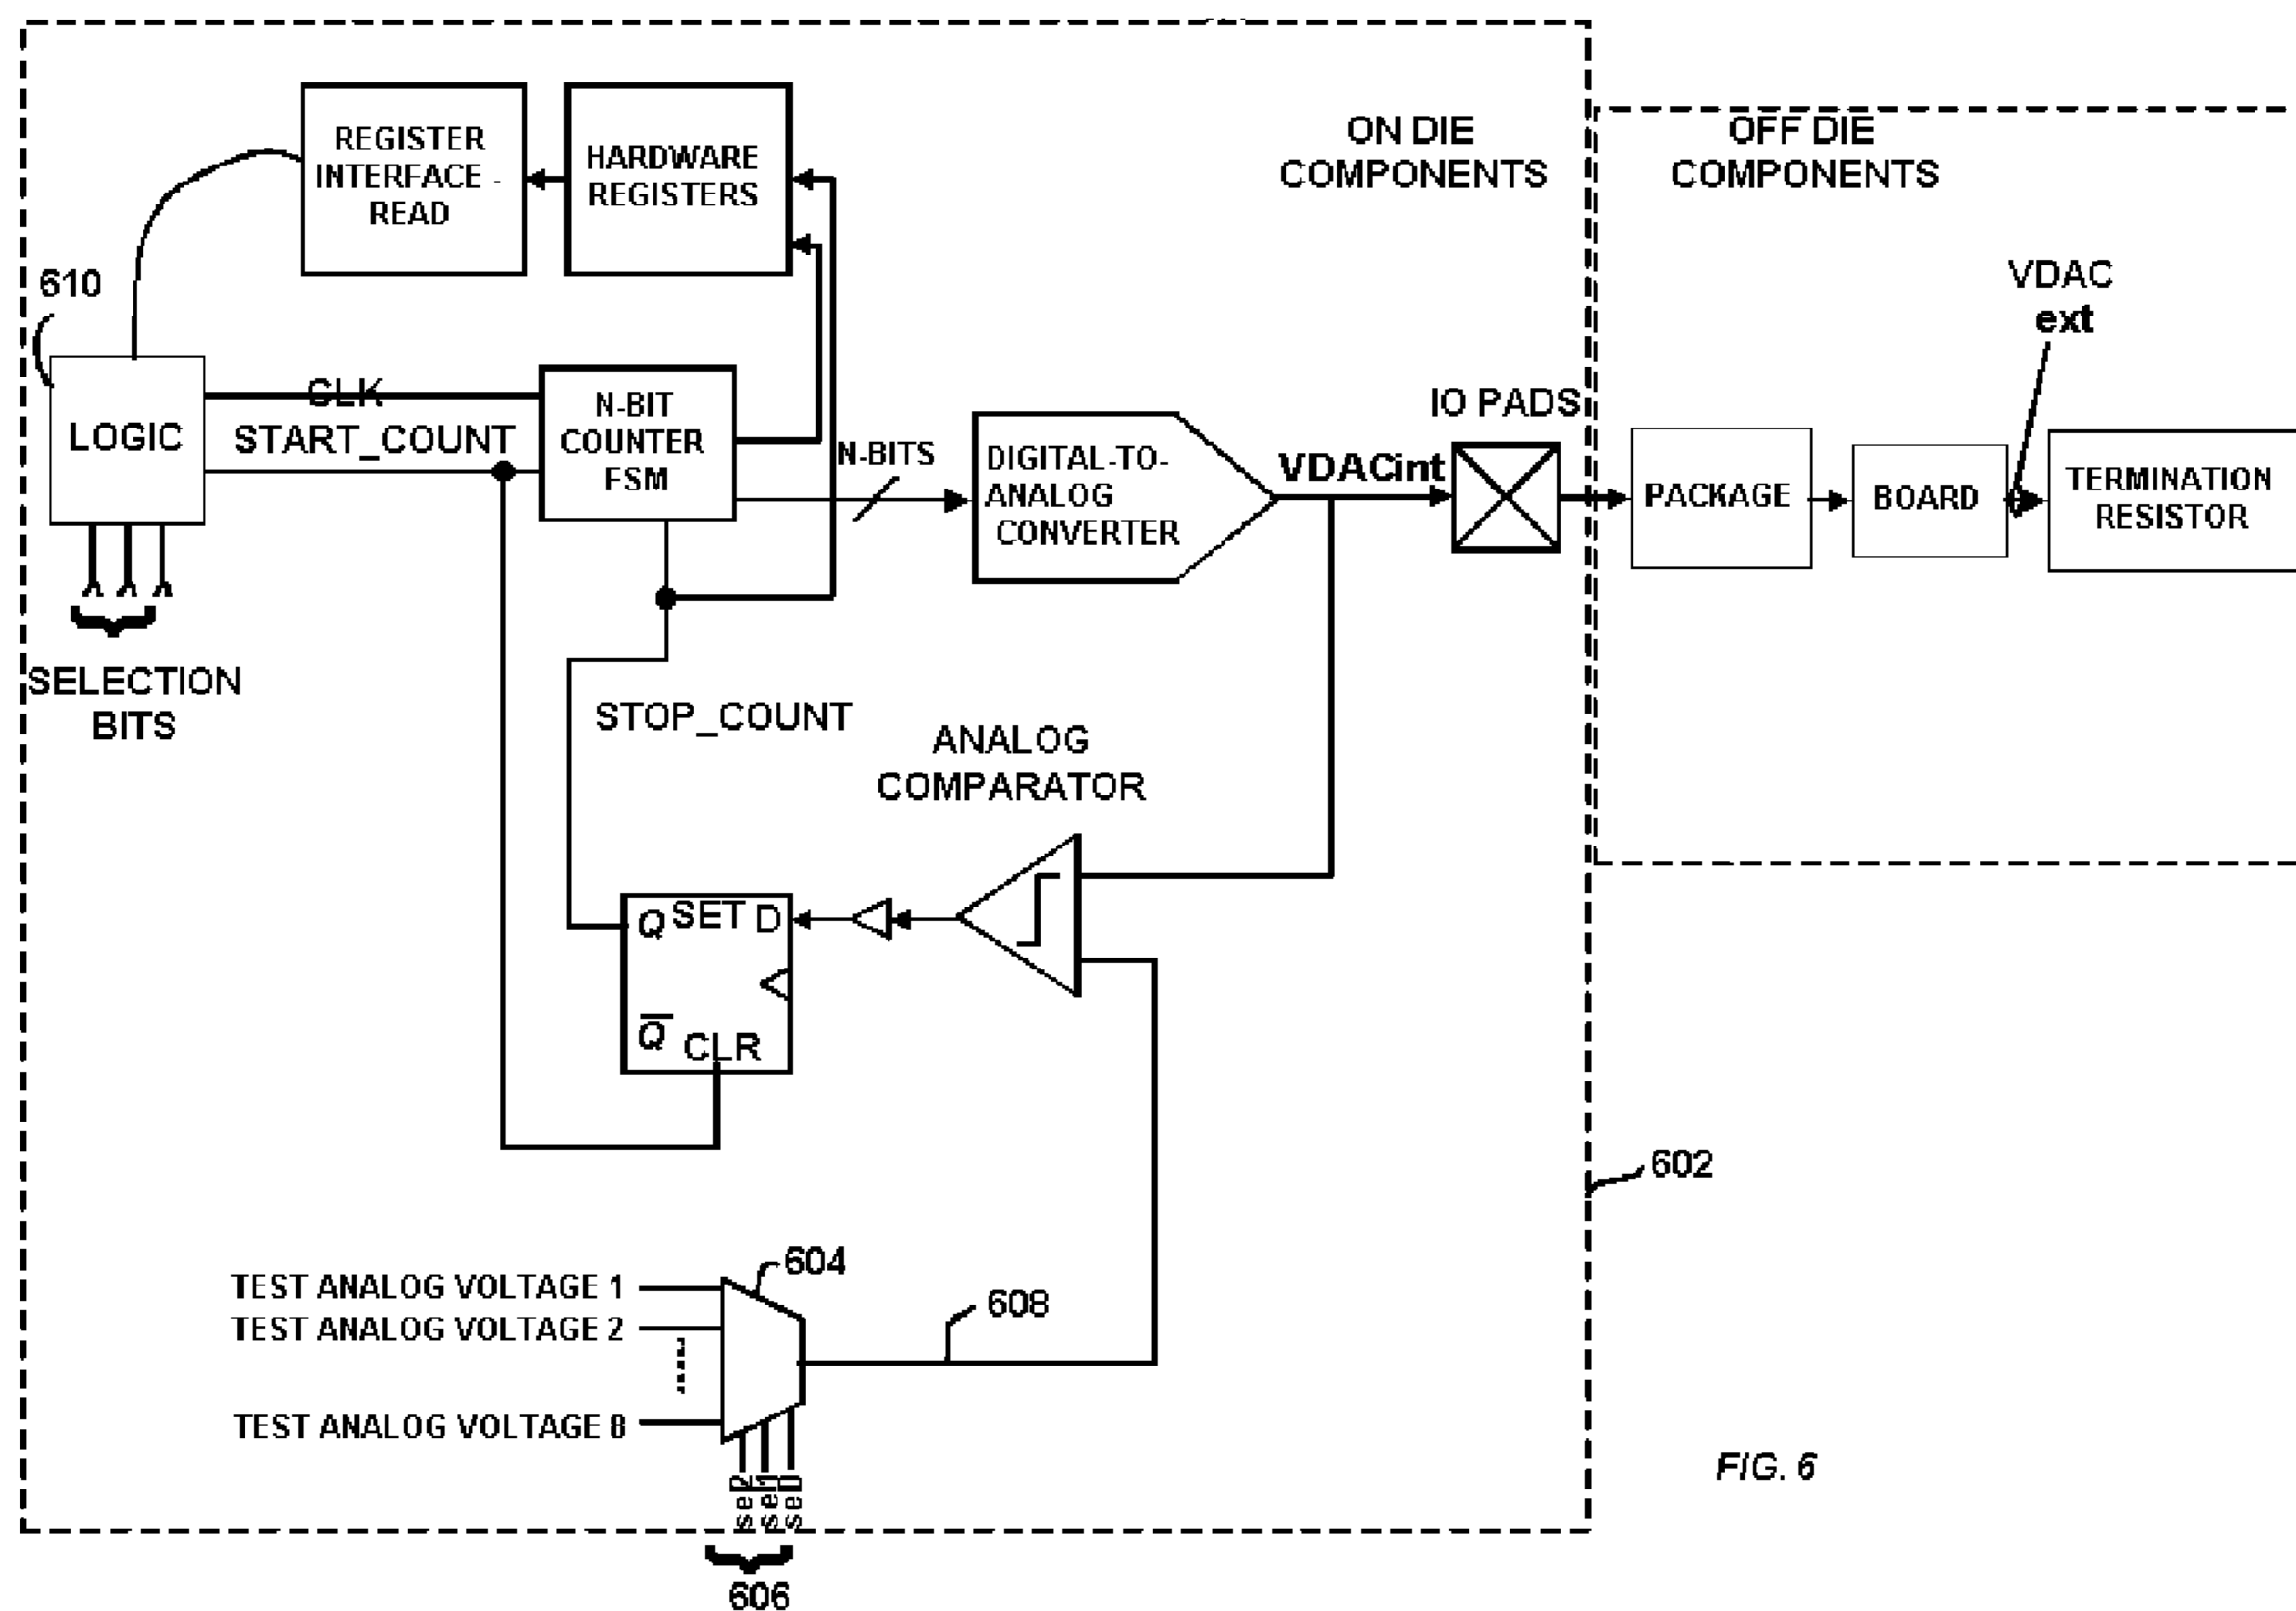 REGISTER
INTERFACE -
READ
HARDWARE
REGISTERS
ON DIE
COMPONENTS
OFF DIE
COMPONENTS
610
VDAC
ext
LOGIC
CLK
START_COUNT
N-BIT
COUNTER
FSM
N-BITS
DIGITAL-TO-
ANALOG
CONVERTER
VDACint
IO PADS
PACKAGE
BOARD
TERMINATION
RESISTOR
SELECTION
BITS
STOP_COUNT
ANALOG
COMPARATOR
Q SET D
Q̅ CLR
602
604
TEST ANALOG VOLTAGE 1
TEST ANALOG VOLTAGE 2
608
TEST ANALOG VOLTAGE 8
sel2
sel1
sel0
606
FIG. 6